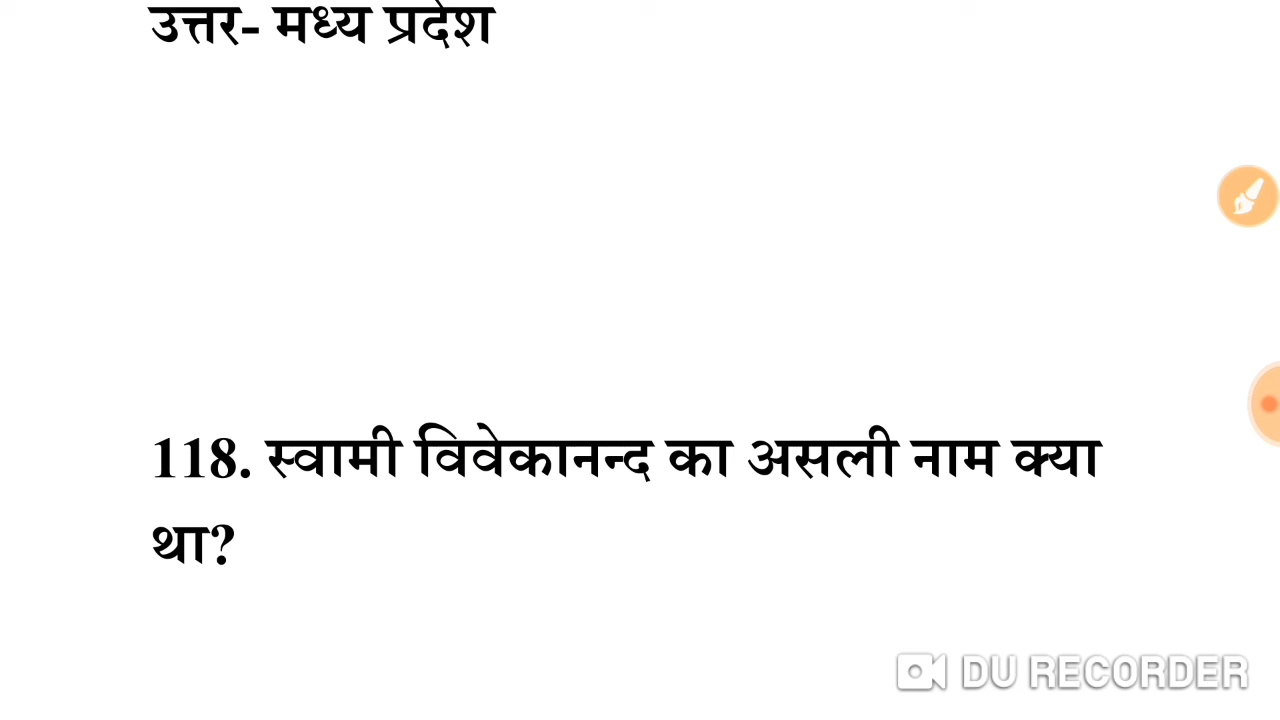 उत्तर- मध्य प्रदेश
118. स्वामी विवेकानन्द का असली नाम क्या
था?
DU RECORDER